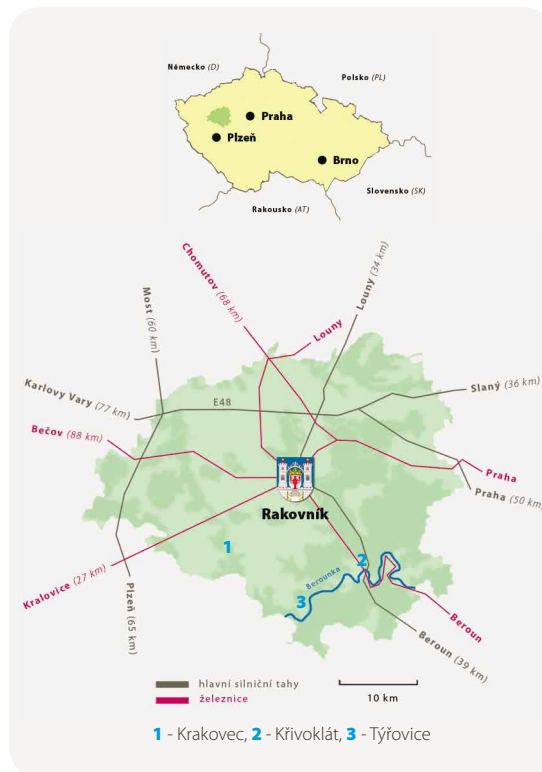 Německo (D)
Polsko (PL)
Praha
Plzeň
Brno
Slovensko (SK)
Rakousko (AT)
Chomutov (68 km)
Louny (34 km)
Most (60 km)
Louny
Karlovy Vary (77 km)
E48
Slaný (36 km)
Bečov (88 km)
Praha
Praha (50 km)
Rakovník
1
2
Berounka
3
Kralovice (27 km)
Plzeň (65 km)
Beroun
Beroun (39 km)
hlavní silniční tahy
železnice
10 km
1 - Krakovec, 2 - Křivoklát, 3 - Týřovice